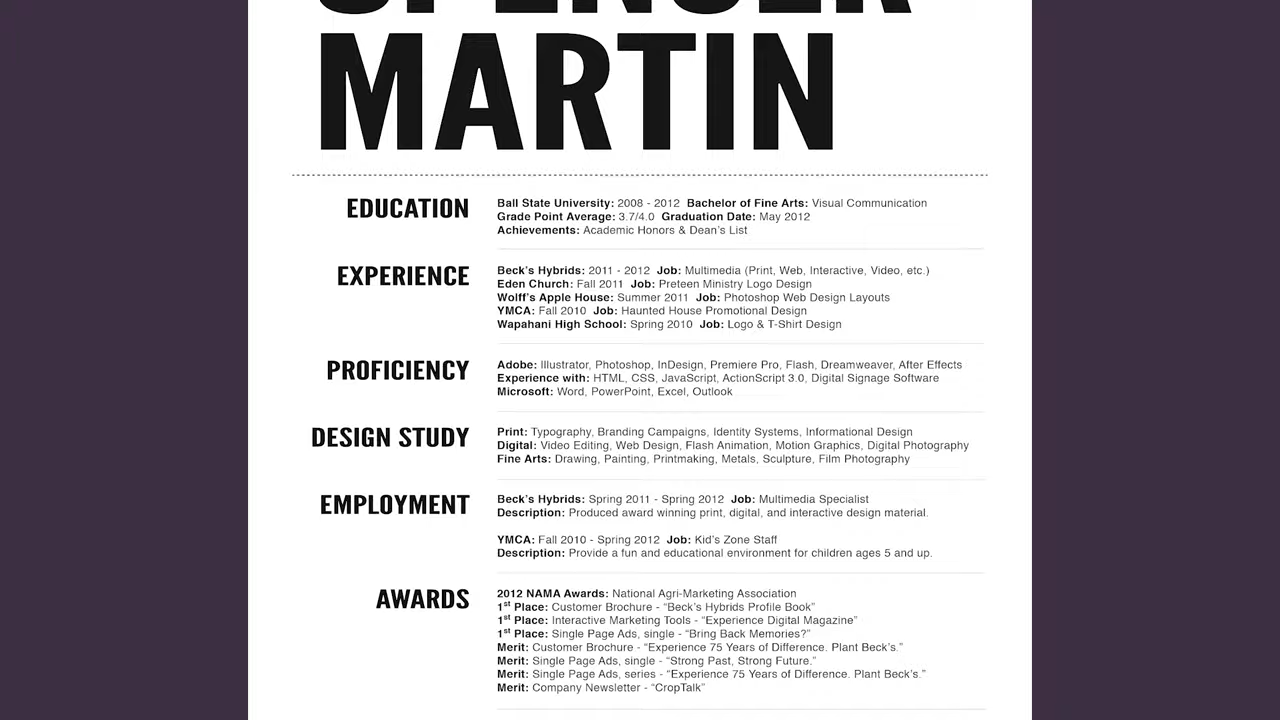 SPENCER
MARTIN
EDUCATION
Ball State University: 2008 - 2012 Bachelor of Fine Arts: Visual Communication
Grade Point Average: 3.7/4.0 Graduation Date: May 2012
Achievements: Academic Honors & Dean's List
EXPERIENCE
Beck's Hybrids: 2011 - 2012 Job: Multimedia (Print, Web, Interactive, Video, etc.)
Eden Church: Fall 2011 Job: Preteen Ministry Logo Design
Wolff's Apple House: Summer 2011 Job: Photoshop Web Design Layouts
YMCA: Fall 2010 Job: Haunted House Promotional Design
Wapahani High School: Spring 2010 Job: Logo & T-Shirt Design
PROFICIENCY
Adobe: Illustrator, Photoshop, InDesign, Premiere Pro, Flash, Dreamweaver, After Effects
Experience with: HTML, CSS, JavaScript, ActionScript 3.0, Digital Signage Software
Microsoft: Word, PowerPoint, Excel, Outlook
DESIGN STUDY
Print: Typography, Branding Campaigns, Identity Systems, Informational Design
Digital: Video Editing, Web Design, Flash Animation, Motion Graphics, Digital Photography
Fine Arts: Drawing, Painting, Printmaking, Metals, Sculpture, Film Photography
EMPLOYMENT
Beck's Hybrids: Spring 2011 - Spring 2012 Job: Multimedia Specialist
Description: Produced award winning print, digital, and interactive design material.
YMCA: Fall 2010 - Spring 2012 Job: Kid's Zone Staff
Description: Provide a fun and educational environment for children ages 5 and up.
AWARDS
2012 NAMA Awards: National Agri-Marketing Association
1st Place: Customer Brochure - “Beck's Hybrids Profile Book”
1st Place: Interactive Marketing Tools - “Experience Digital Magazine”
1st Place: Single Page Ads, single - “Bring Back Memories?”
Merit: Customer Brochure - “Experience 75 Years of Difference. Plant Beck's.”
Merit: Single Page Ads, single - “Strong Past, Strong Future.”
Merit: Single Page Ads, series - “Experience 75 Years of Difference. Plant Beck's.”
Merit: Company Newsletter - “CropTalk”